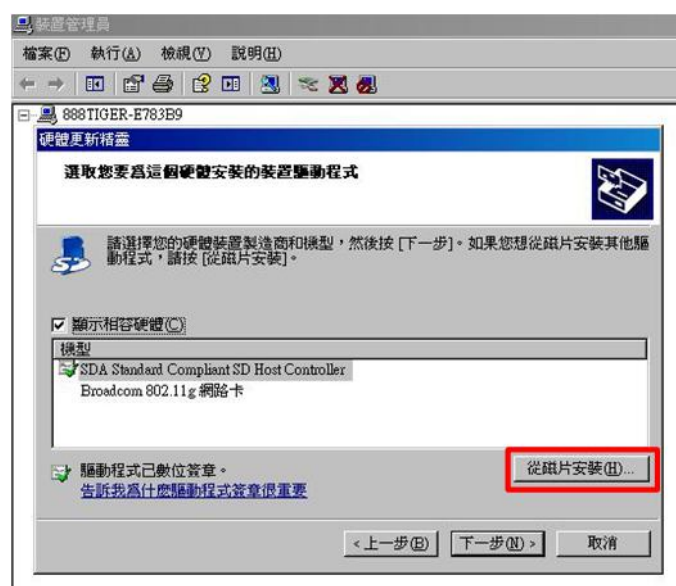 裝置管理員
檔案(F) 執行(A) 檢視(V) 說明(H)
888TIGER-E783B9
硬體更新精靈
選取您要為這個硬體安裝的裝置驅動程式
請選擇您的硬體裝置製造商和機型，然後按 [下一步]。如果您想從磁片安裝其他驅
動程式，請按 [從磁片安裝]。
顯示相容硬體(C)
機型
SDA Standard Compliant SD Host Controller
Broadcom 802.11g 網路卡
驅動程式已數位簽章。
從磁片安裝(H)...
告訴我為什麼驅動程式簽章很重要
<上一步(B) 下一步(N)> 取消